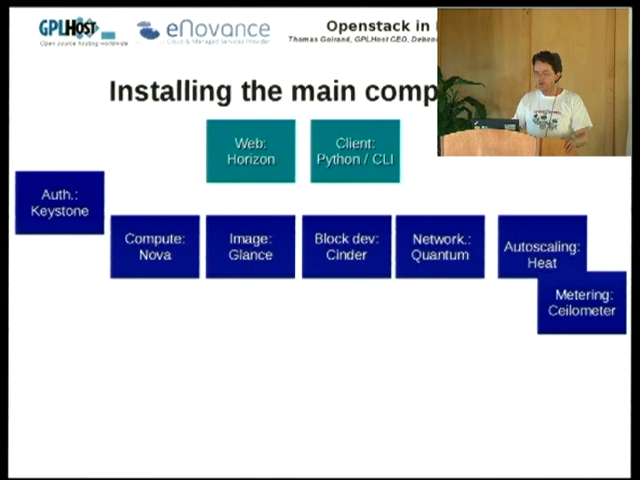 GPLHOST
Open source hosting worldwide
eNovance
Cloud & Managed Services Provider
Openstack in
Thomas Goirand, GPLHost CEO,
Installing the main comp
Web:
Horizon
Client:
Python / CLI
Auth.:
Keystone
Compute:
Nova
Image:
Glance
Block dev:
Cinder
Network.:
Quantum
Autoscaling:
Heat
Metering:
Ceilometer